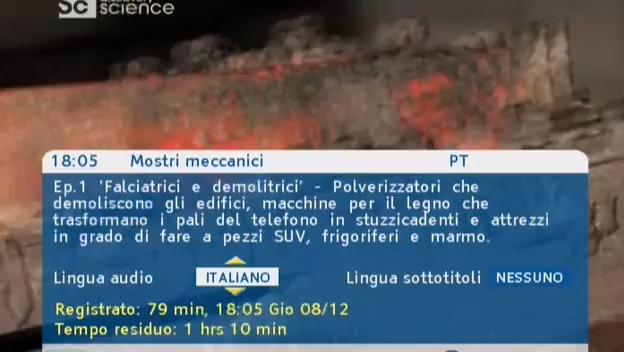 Sc discovery
science
18:05 Mostri meccanici PT
Ep.1 'Falciatrici e demolitrici' - Polverizzatori che
demoliscono gli edifici, macchine per il legno che
trasformano i pali del telefono in stuzzicadenti e attrezzi
in grado di fare a pezzi SUV, frigoriferi e marmo.
Lingua audio ITALIANO Lingua sottotitoli NESSUNO
Registrato: 79 min, 18:05 Gio 08/12
Tempo residuo: 1 hrs 10 min